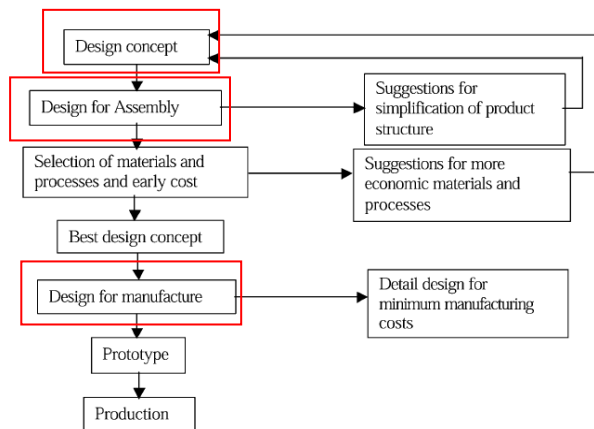 Design concept
Design for Assembly
Suggestions for
simplification of product
structure
Selection of materials and
processes and early cost
Suggestions for more
economic materials and
processes
Best design concept
Design for manufacture
Detail design for
minimum manufacturing
costs
Prototype
Production